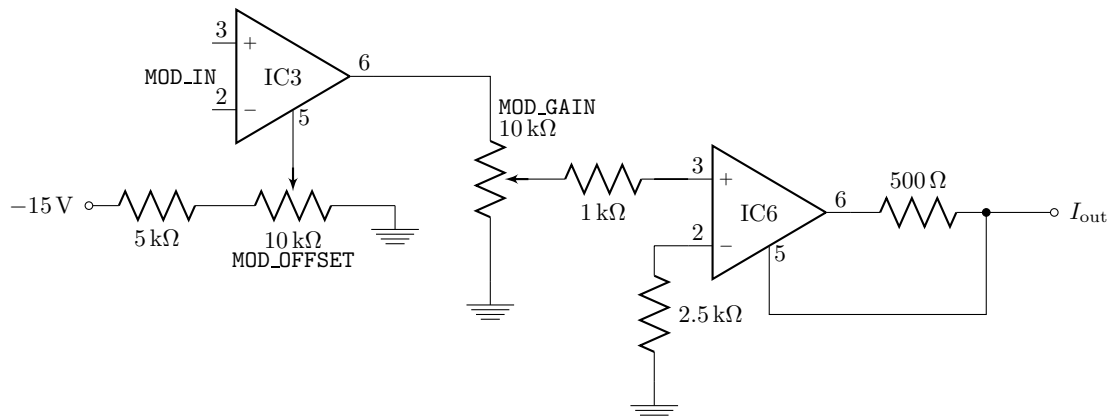 3
+
IC3
6
MOD_IN
2
−
5
MOD_GAIN
10 kΩ
−15 V
5 kΩ
10 kΩ
MOD_OFFSET
1 kΩ
3
+
IC6
6
500 Ω
I_out
2
−
5
2.5 kΩ